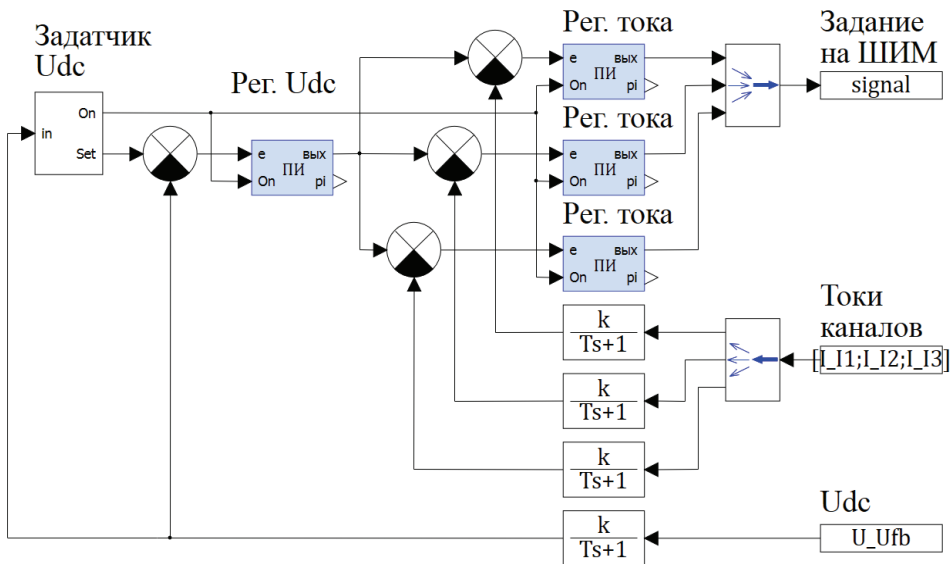 Задатчик
Udc
in
On
Set
Рег. Udc
e
On
ПИ
вых
pi
Рег. тока
e
On
ПИ
вых
pi
Рег. тока
e
On
ПИ
вых
pi
Рег. тока
e
On
ПИ
вых
pi
Задание
на ШИМ
signal
Токи
каналов
[I_I1;I_I2;I_I3]
k
Ts+1
k
Ts+1
k
Ts+1
Udc
U_Ufb
k
Ts+1